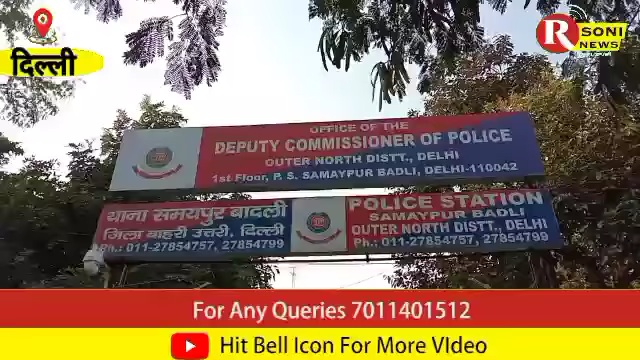 दिल्ली
R SONI
NEWS
OFFICE OF THE
DEPUTY COMMISSIONER OF POLICE
OUTER NORTH DISTT., DELHI
1st Floor, P. S. SAMAYPUR BADLI, DELHI-110042
थाना समयपुर बादली
जिला बाहरी उत्तरी, दिल्ली
Ph.: 011-27854757, 27854799
POLICE STATION
SAMAYPUR BADLI
OUTER NORTH DISTT., DELHI
Ph.: 011-27854757, 27854799
For Any Queries 7011401512
Hit Bell Icon For More VIdeo